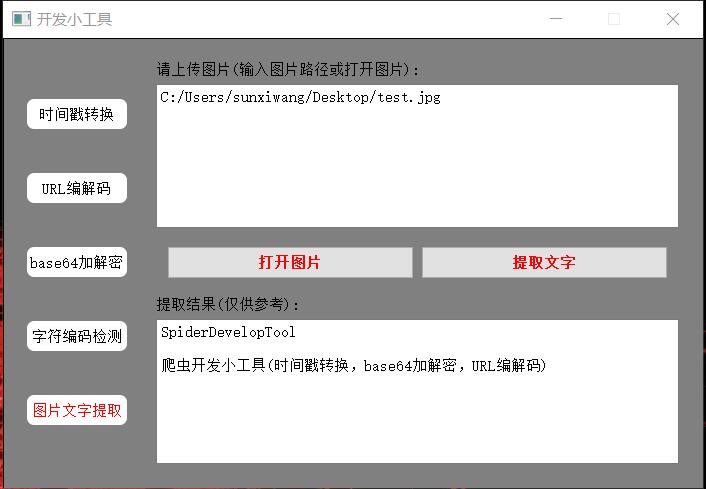 开发小工具
请上传图片(输入图片路径或打开图片):
C:/Users/sunxiwang/Desktop/test.jpg
时间戳转换
URL编解码
base64加解密
打开图片
提取文字
提取结果(仅供参考):
字符编码检测
SpiderDevelopTool
爬虫开发小工具(时间戳转换，base64加解密，URL编解码)
图片文字提取